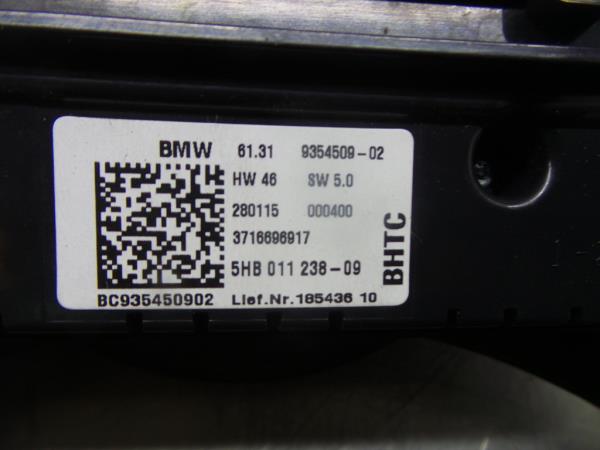 BMW 61.31 9354509-02
HW 46 SW 5.0
280115 000400
3716696917
5HB 011 238-09
BC935450902 Lief.Nr.185436 10
BHTC